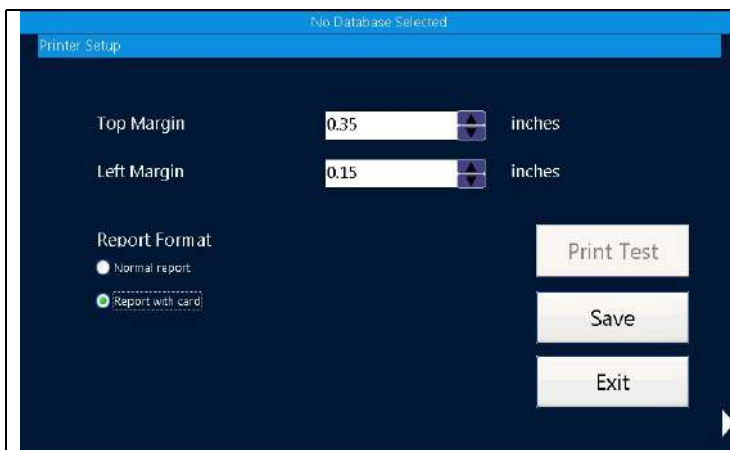 No Database Selected
Printer Setup
Top Margin 0.35 inches
Left Margin 0.15 inches
Report Format
Normal report
Report with card
Print Test
Save
Exit